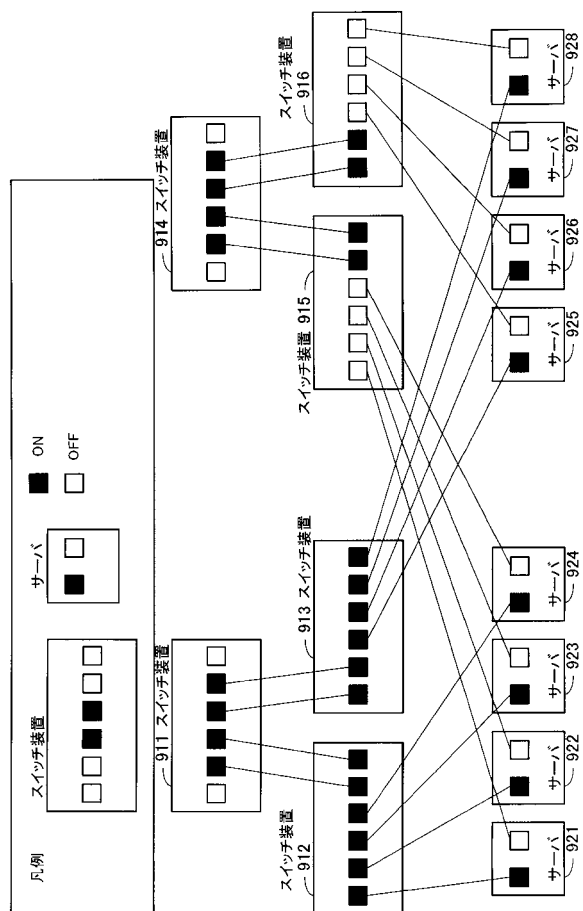 凡例
スイッチ装置
サーバ
ON
OFF
911 スイッチ装置
914 スイッチ装置
スイッチ装置
912
913 スイッチ装置
スイッチ装置 915
スイッチ装置
916
サーバ
921
サーバ
922
サーバ
923
サーバ
924
サーバ
925
サーバ
926
サーバ
927
サーバ
928